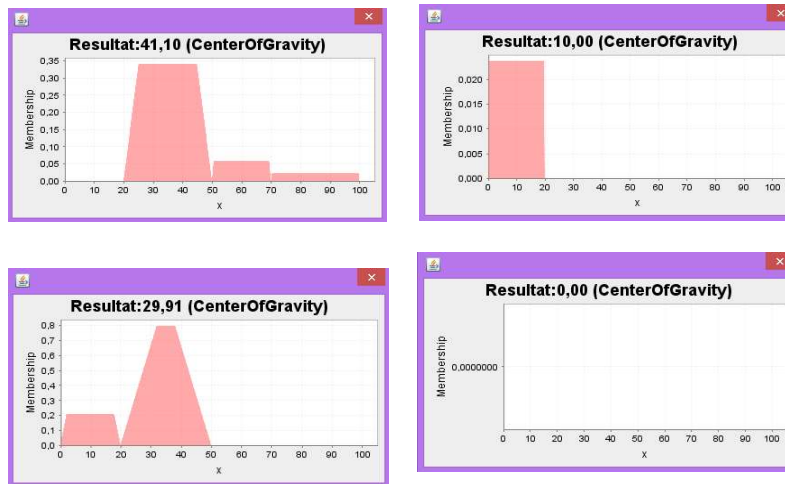 Resultat:41,10 (CenterOfGravity)
Membership
0,35
0,30
0,25
0,20
0,15
0,10
0,05
0,00
0 10 20 30 40 50 60 70 80 90 100
x
Resultat:10,00 (CenterOfGravity)
Membership
0,020
0,015
0,010
0,005
0,000
0 10 20 30 40 50 60 70 80 90 100
x
Resultat:29,91 (CenterOfGravity)
Membership
0,8
0,7
0,6
0,5
0,4
0,3
0,2
0,1
0,0
0 10 20 30 40 50 60 70 80 90 100
x
Resultat:0,00 (CenterOfGravity)
Membership
0,0000000
0 10 20 30 40 50 60 70 80 90 100
x